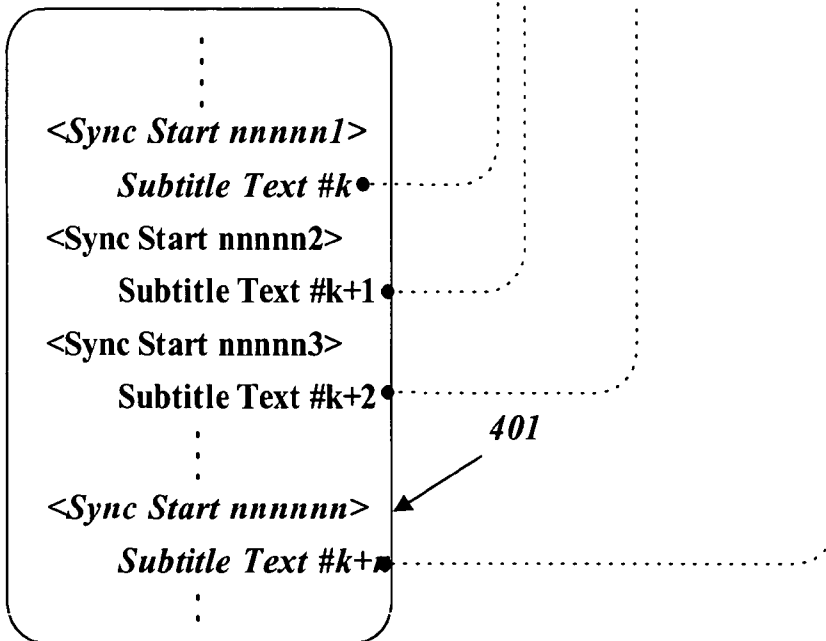 <Sync Start nnnnn1>
Subtitle Text #k
<Sync Start nnnnn2>
Subtitle Text #k+1
<Sync Start nnnnn3>
Subtitle Text #k+2
401
<Sync Start nnnnnn>
Subtitle Text #k+n